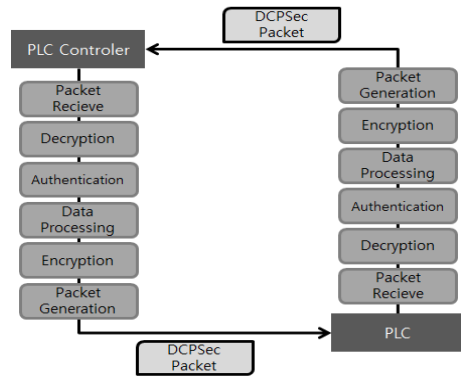 DCPSec
Packet
PLC Controler
Packet
Recieve
Decryption
Authentication
Data
Processing
Encryption
Packet
Generation
Packet
Generation
Encryption
Data
Processing
Authentication
Decryption
Packet
Recieve
PLC
DCPSec
Packet